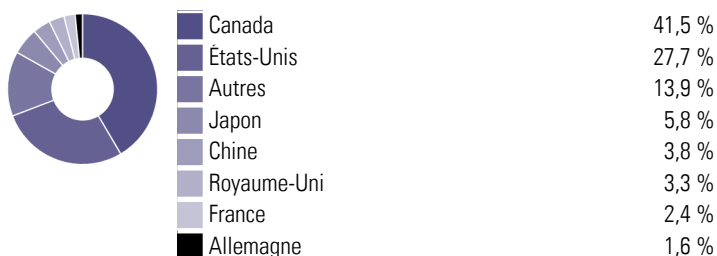 Canada 41,5 %
États-Unis 27,7 %
Autres 13,9 %
Japon 5,8 %
Chine 3,8 %
Royaume-Uni 3,3 %
France 2,4 %
Allemagne 1,6 %